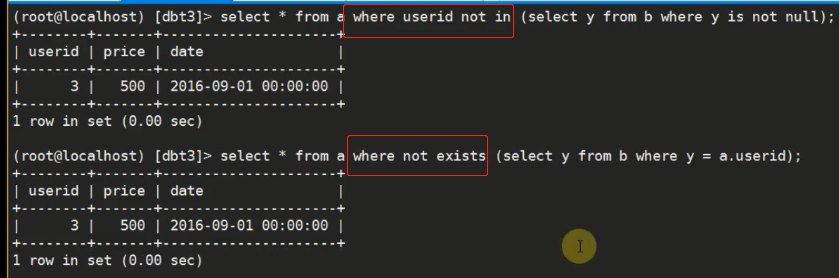 (root@localhost) [dbt3]> select * from a where userid not in (select y from b where y is not null);
+--------+-------+---------------------+
| userid | price | date                |
+--------+-------+---------------------+
|      3 |   500 | 2016-09-01 00:00:00 |
+--------+-------+---------------------+
1 row in set (0.00 sec)
(root@localhost) [dbt3]> select * from a where not exists (select y from b where y = a.userid);
+--------+-------+---------------------+
| userid | price | date                |
+--------+-------+---------------------+
|      3 |   500 | 2016-09-01 00:00:00 |
+--------+-------+---------------------+
1 row in set (0.00 sec)